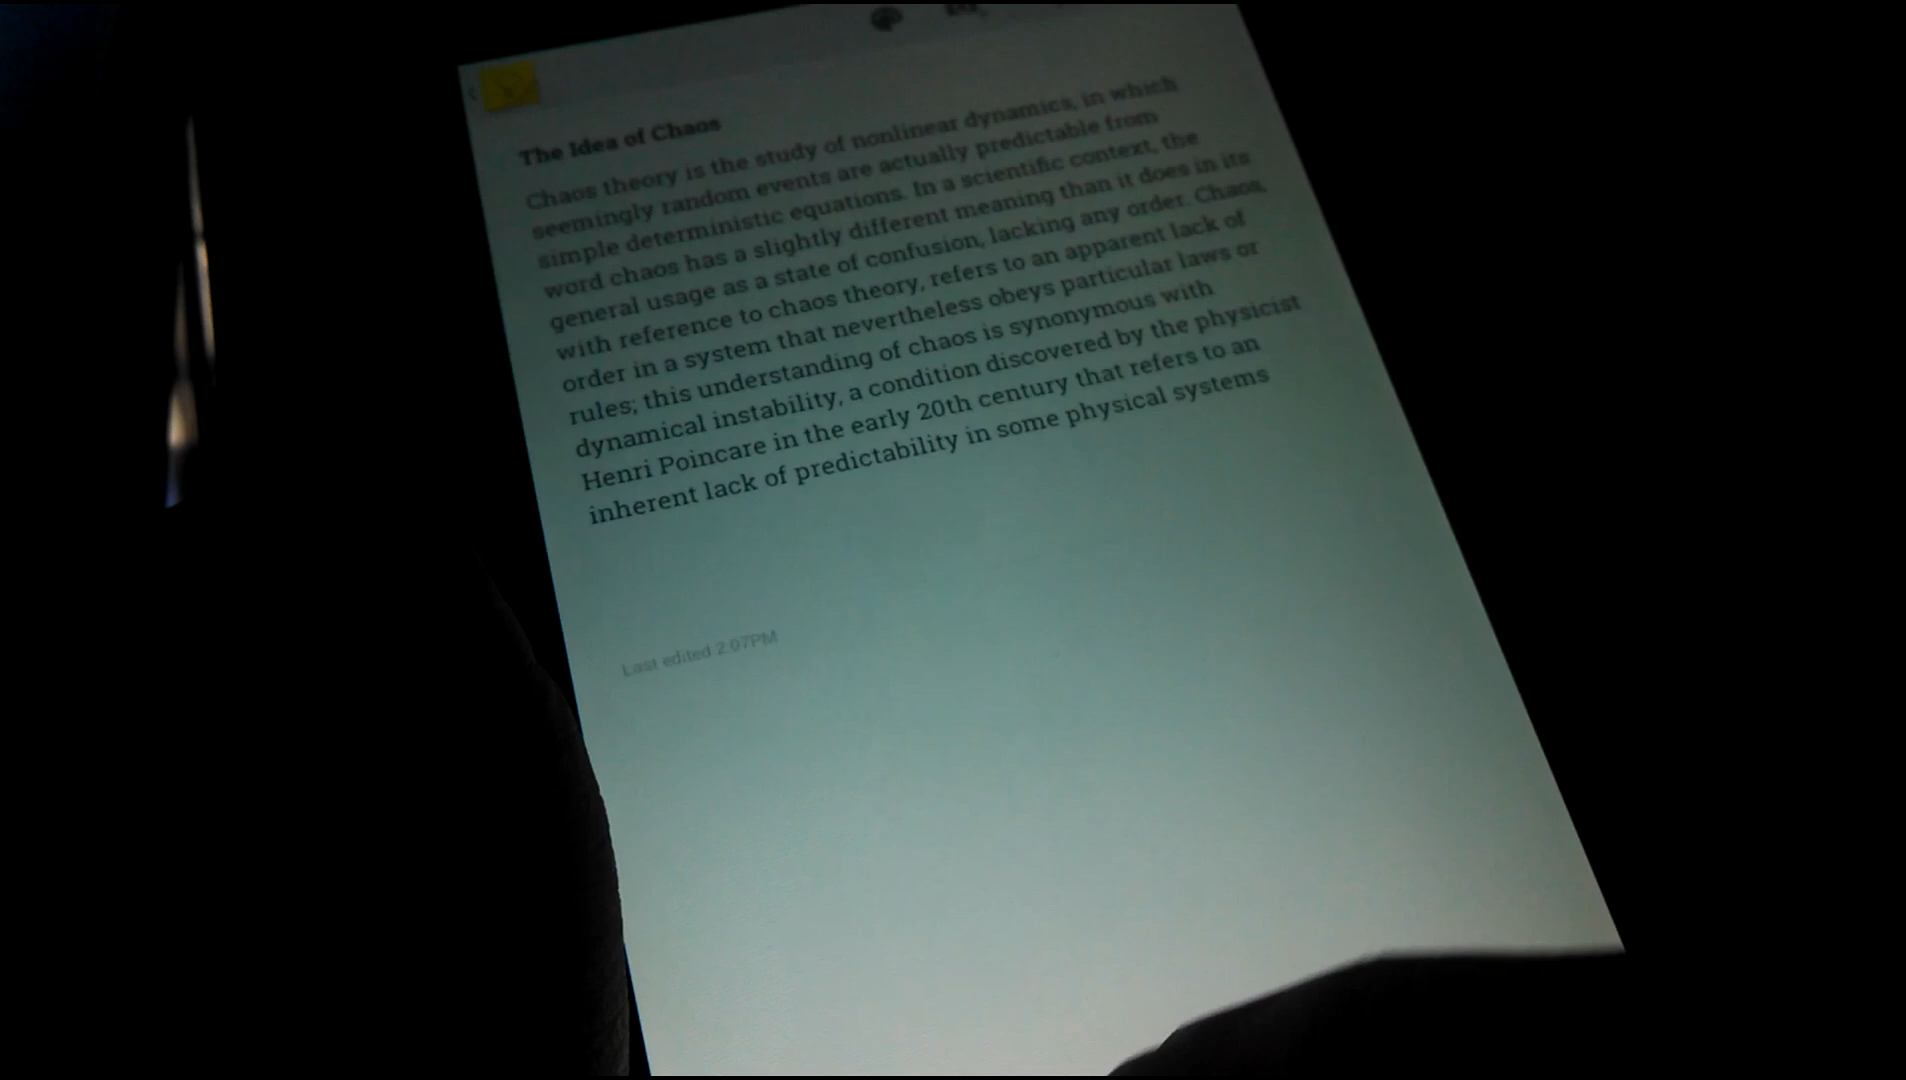 The Idea of Chaos
Chaos theory is the study of nonlinear dynamics, in which
seemingly random events are actually predictable from
simple deterministic equations. In a scientific context, the
word chaos has a slightly different meaning than it does in its
general usage as a state of confusion, lacking any order. Chaos,
with reference to chaos theory, refers to an apparent lack of
order in a system that nevertheless obeys particular laws or
rules; this understanding of chaos is synonymous with
dynamical instability, a condition discovered by the physicist
Henri Poincare in the early 20th century that refers to an
inherent lack of predictability in some physical systems
Last edited 2:07PM